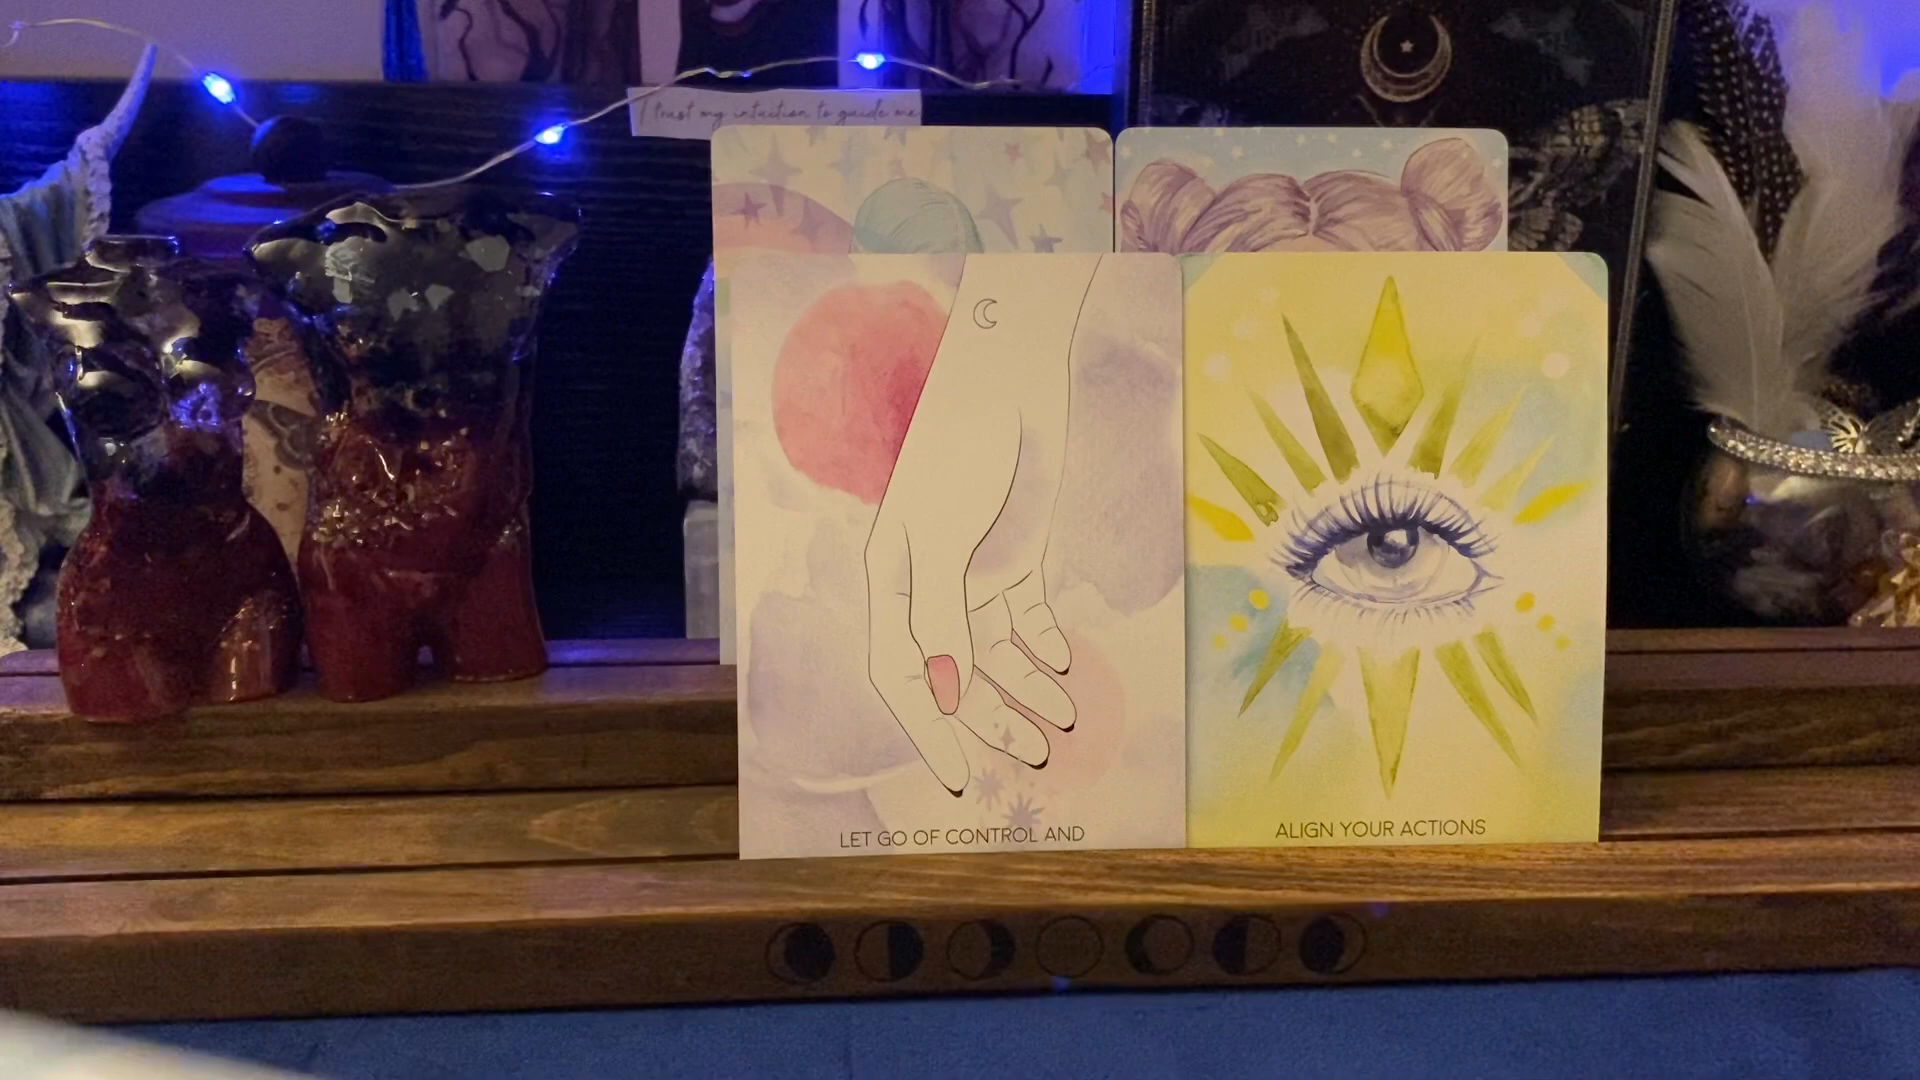 I trust my intuition to guide me
LET GO OF CONTROL AND
ALIGN YOUR ACTIONS